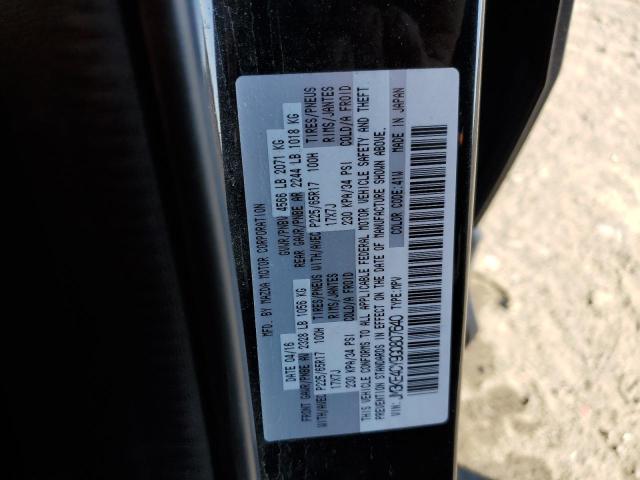 MFD. BY MAZDA MOTOR CORPORATION
DATE 04/16 GVWR/PNBV 4566 LB 2071 KG
FRONT GAWR/PNBE AV 2328 LB 1056 KG REAR GAWR/PNBE AR 2244 LB 1018 KG
WITH/AVEC P225/65R17 100H TIRES/PNEUS WITH/AVEC P225/65R17 100H TIRES/PNEUS
17X7J RIMS/JANTES 17X7J RIMS/JANTES
230 KPA/34 PSI COLD/A FROID 230 KPA/34 PSI COLD/A FROID
THIS VEHICLE CONFORMS TO ALL APPLICABLE FEDERAL MOTOR VEHICLE SAFETY AND THEFT
PREVENTION STANDARDS IN EFFECT ON THE DATE OF MANUFACTURE SHOWN ABOVE.
VIN: JM3KE4CY9G0807640 TYPE: MPV COLOR CODE: 41W MADE IN JAPAN